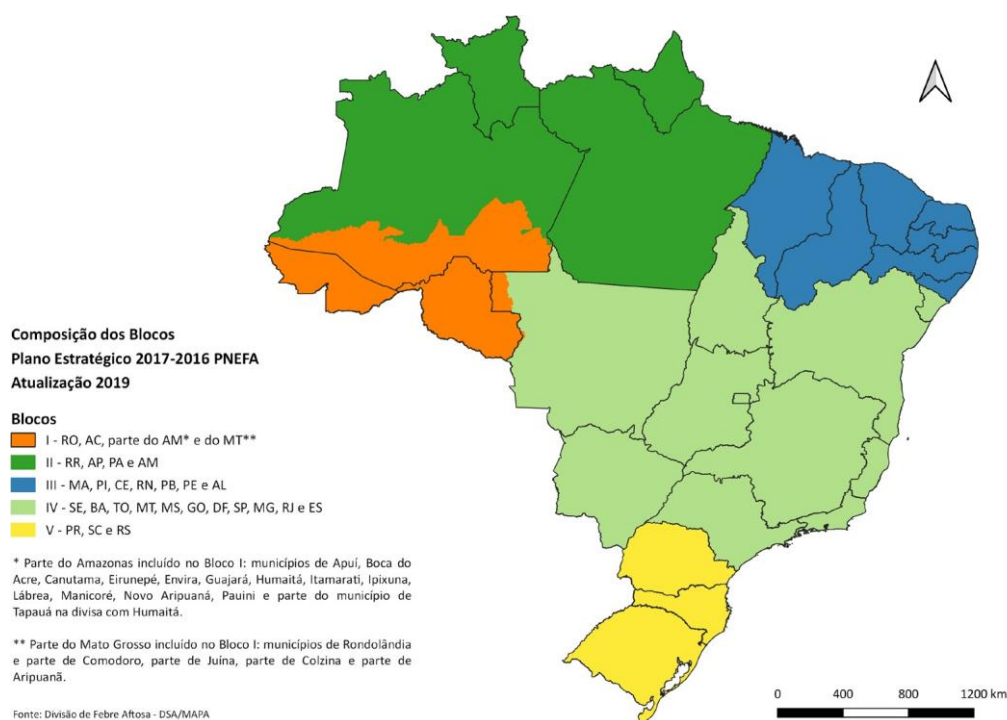 Composição dos Blocos
Plano Estratégico 2017-2016 PNEFA
Atualização 2019
Blocos
I - RO, AC, parte do AM* e do MT**
II - RR, AP, PA e AM
III - MA, PI, CE, RN, PB, PE e AL
IV - SE, BA, TO, MT, MS, GO, DF, SP, MG, RJ e ES
V - PR, SC e RS
* Parte do Amazonas incluído no Bloco I: municípios de Apuí, Boca do
Acre, Canutama, Eirunepé, Envira, Guajará, Humaitá, Itamarati, Ipixuna,
Lábrea, Manicoré, Novo Aripuanã, Pauini e parte do município de
Tapauá na divisa com Humaitá.
** Parte do Mato Grosso incluído no Bloco I: municípios de Rondolândia
e parte de Comodoro, parte de Juína, parte de Colzina e parte de
Aripuanã.
Fonte: Divisão de Febre Aftosa - DSA/MAPA
0 400 800 1200 km